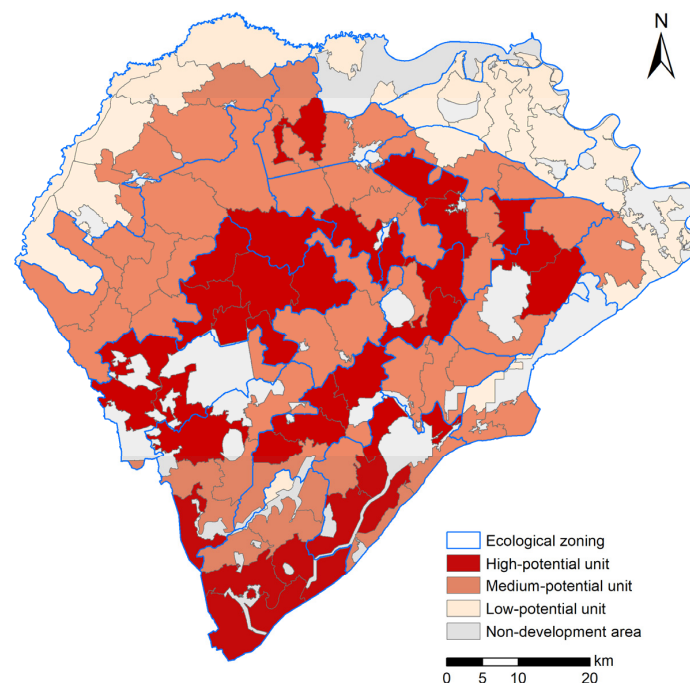 N
Ecological zoning
High-potential unit
Medium-potential unit
Low-potential unit
Non-development area
km
0 5 10 20